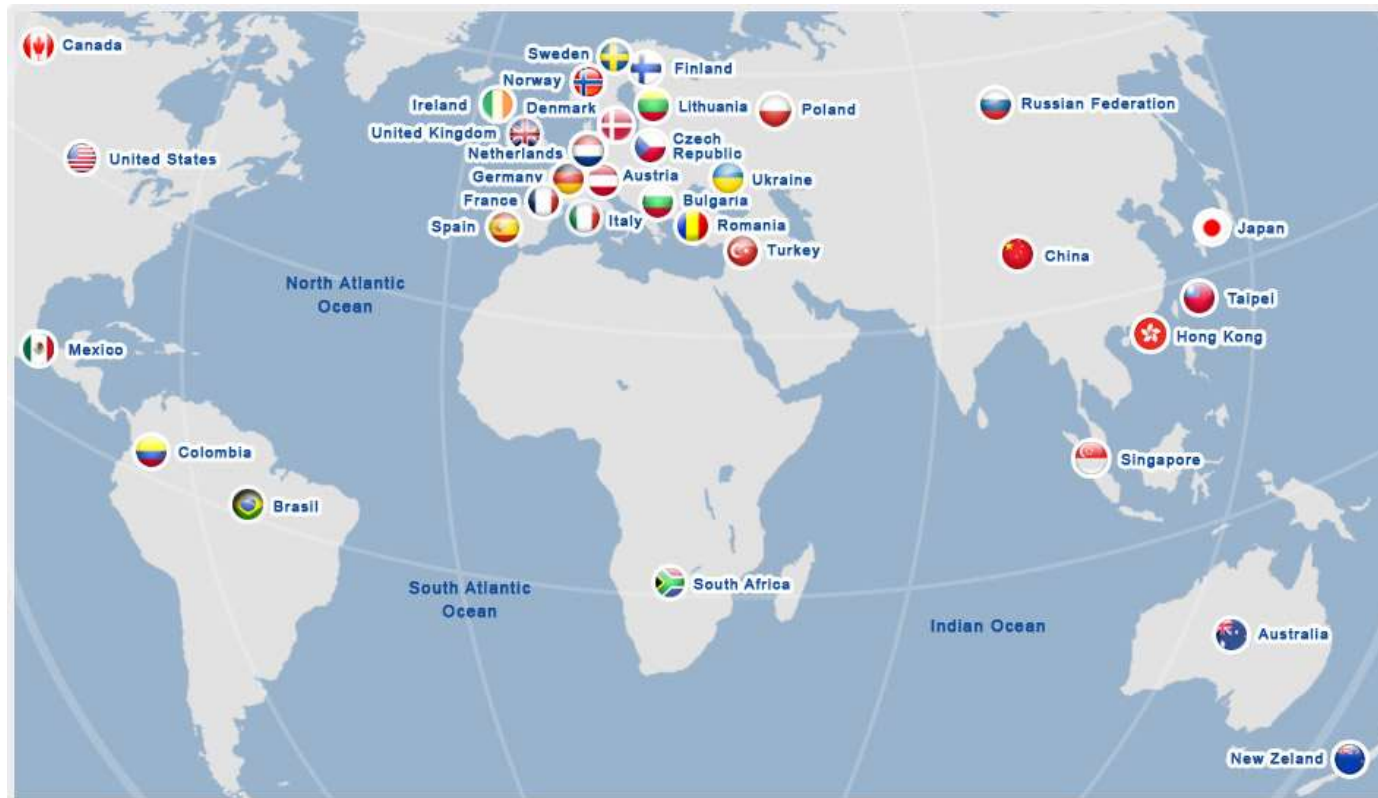 Canada
Sweden
Finland
Norway
Ireland
Denmark
Lithuania
Poland
Russian Federation
United Kingdom
Czech
Republic
Netherlands
United States
Germany
Austria
Ukraine
France
Bulgaria
Spain
Italy
Romania
Japan
Turkey
China
North Atlantic
Ocean
Taipei
Hong Kong
Mexico
Colombia
Singapore
Brasil
South Africa
South Atlantic
Ocean
Indian Ocean
Australia
New Zeland